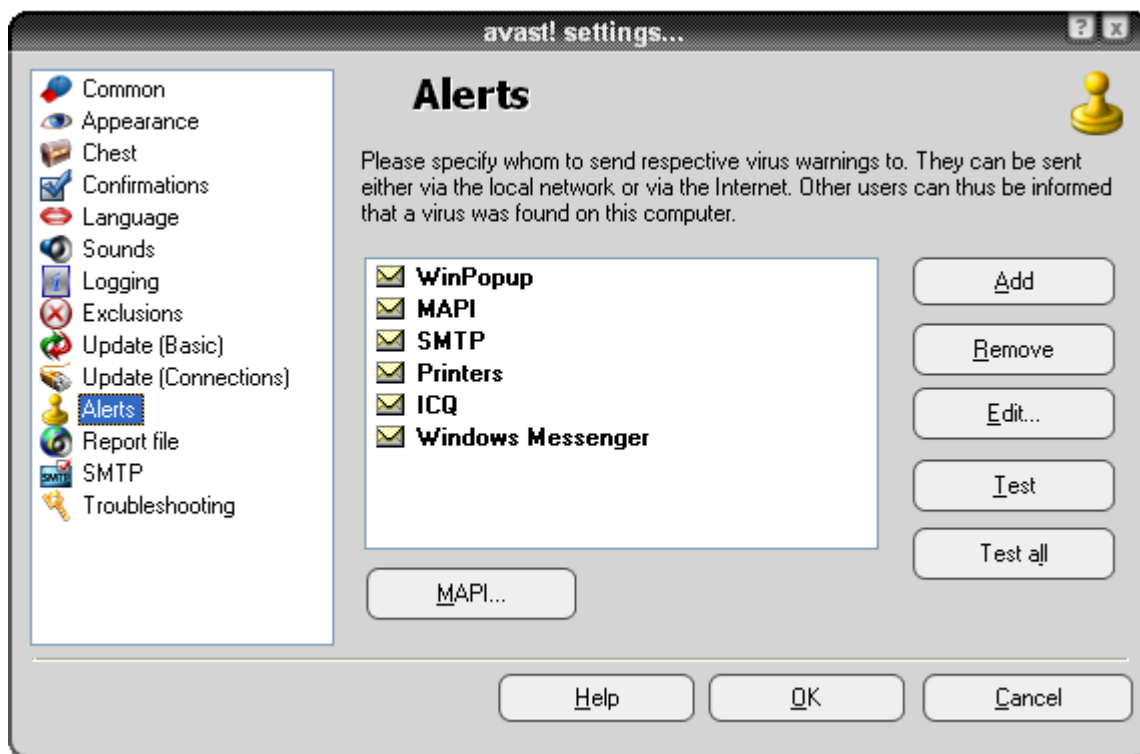 avast! settings...
? x
Common
Appearance
Chest
Confirmations
Language
Sounds
Logging
Exclusions
Update (Basic)
Update (Connections)
Alerts
Report file
SMTP
SMTP
Troubleshooting
Alerts
Please specify whom to send respective virus warnings to. They can be sent
either via the local network or via the Internet. Other users can thus be informed
that a virus was found on this computer.
WinPopup
MAPI
SMTP
Printers
ICQ
Windows Messenger
Add
Remove
Edit...
Test
Test all
MAPI...
Help
OK
Cancel